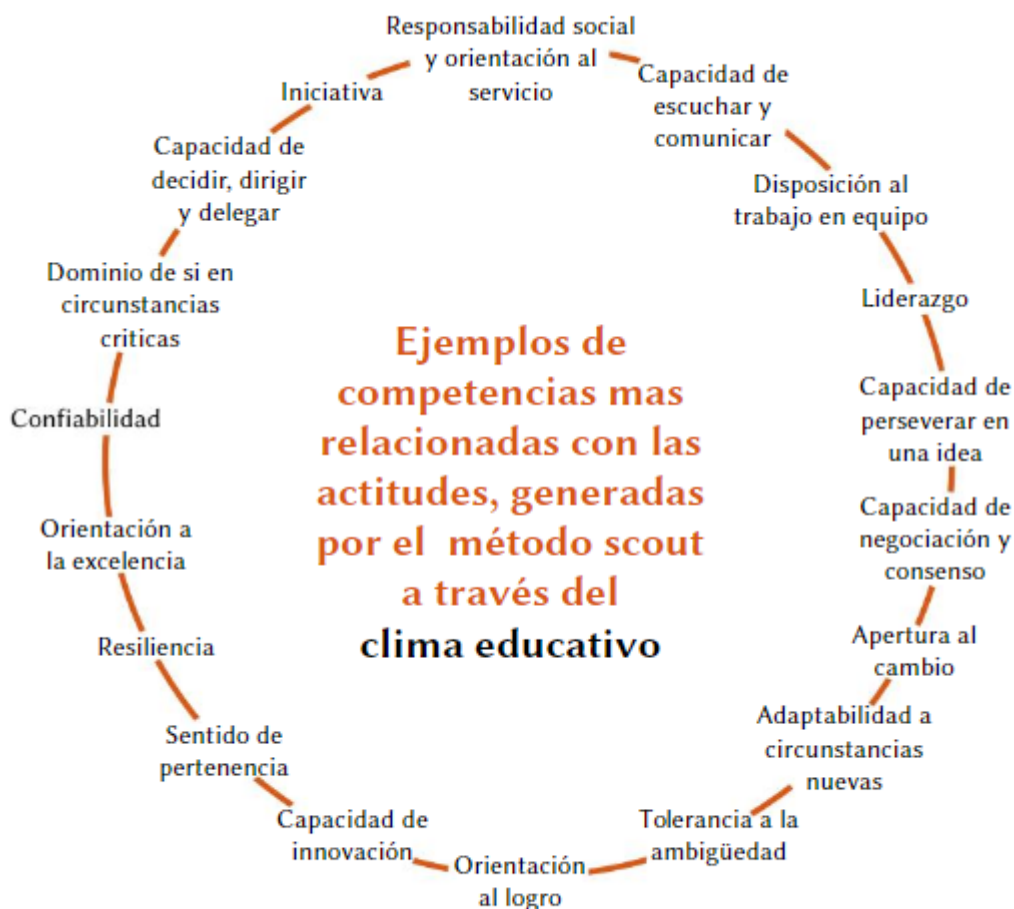 Responsabilidad social
y orientación al
servicio
Capacidad de
escuchar y
comunicar
Disposición al
trabajo en equipo
Liderazgo
Capacidad de
perseverar en
una idea
Capacidad de
negociación y
consenso
Apertura al
cambio
Adaptabilidad a
circunstancias
nuevas
Tolerancia a la
ambigüedad
Orientación
al logro
Capacidad de
innovación
Sentido de
pertenencia
Resiliencia
Orientación a
la excelencia
Confiabilidad
Dominio de si en
circunstancias
criticas
Capacidad de
decidir, dirigir
y delegar
Iniciativa
Ejemplos de
competencias mas
relacionadas con las
actitudes, generadas
por el método scout
a través del
clima educativo